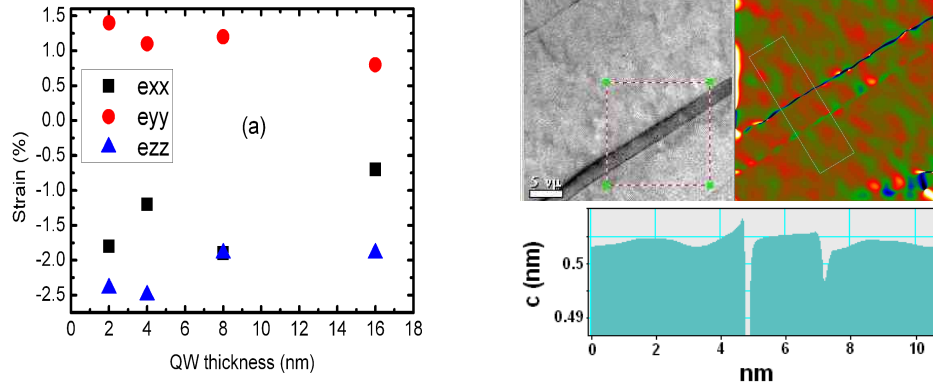 1.5
1.0
0.5
0.0
-0.5
-1.0
-1.5
-2.0
-2.5
Strain (%)
exx
eyy
ezz
(a)
0 2 4 6 8 10 12 14 16 18
QW thickness (nm)
5 νμ
c (nm)
0.5
0.49
0 2 4 6 8 10
nm